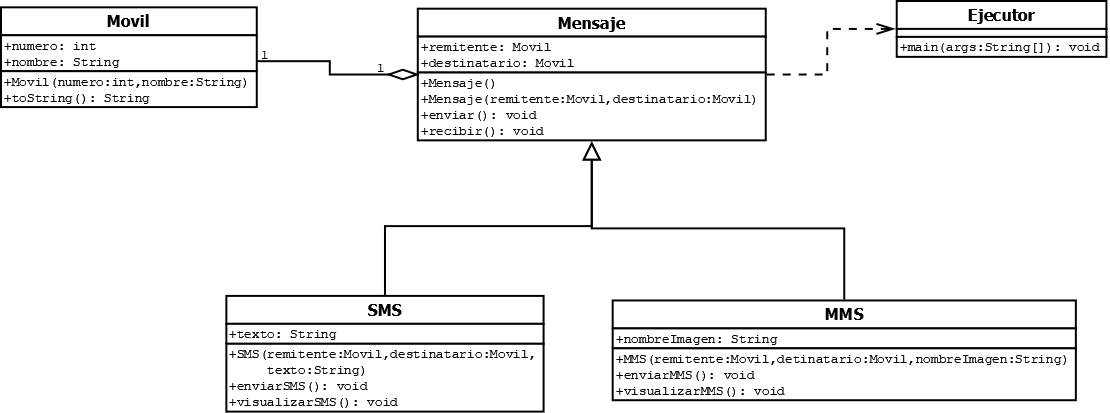 Movil
+numero: int
+nombre: String
+Movil(numero:int,nombre:String)
+toString(): String
1
1
Mensaje
+remitente: Movil
+destinatario: Movil
+Mensaje()
+Mensaje(remitente:Movil,destinatario:Movil)
+enviar(): void
+recibir(): void
Ejecutor
+main(args:String[]): void
SMS
+texto: String
+SMS(remitente:Movil,destinatario:Movil,
texto:String)
+enviarSMS(): void
+visualizarSMS(): void
MMS
+nombreImagen: String
+MMS(remitente:Movil,detinatario:Movil,nombreImagen:String)
+enviarMMS(): void
+visualizarMMS(): void